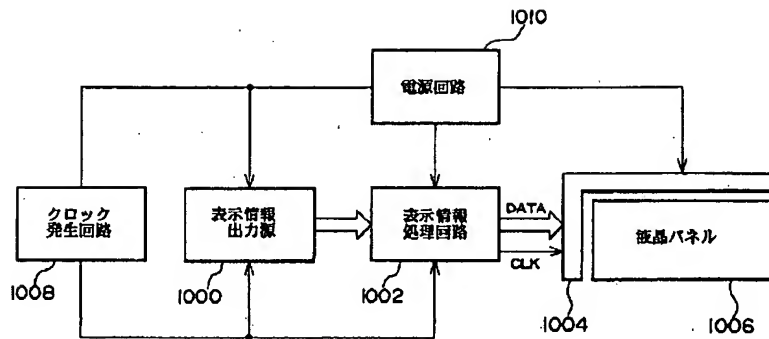 1010
電源回路
クロック
発生回路
1008
表示情報
出力源
1000
表示情報
処理回路
1002
DATA
CLK
1004
液晶パネル
1006